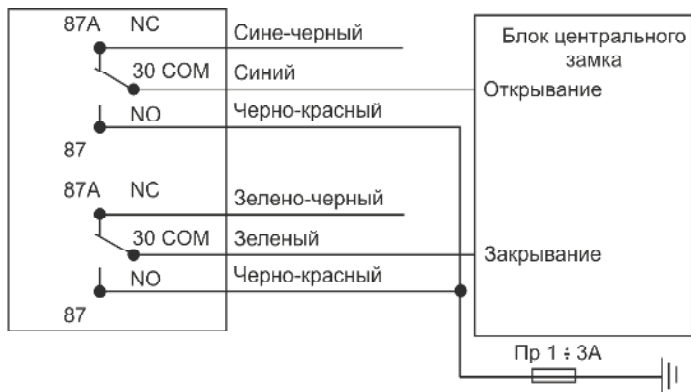 87A NC
Сине-черный
Блок центрального
замка
30 COM
Синий
Открывание
NO
Черно-красный
87
87A NC
Зелено-черный
30 COM
Зеленый
Закрывание
NO
Черно-красный
87
Пр 1 ÷ 3А